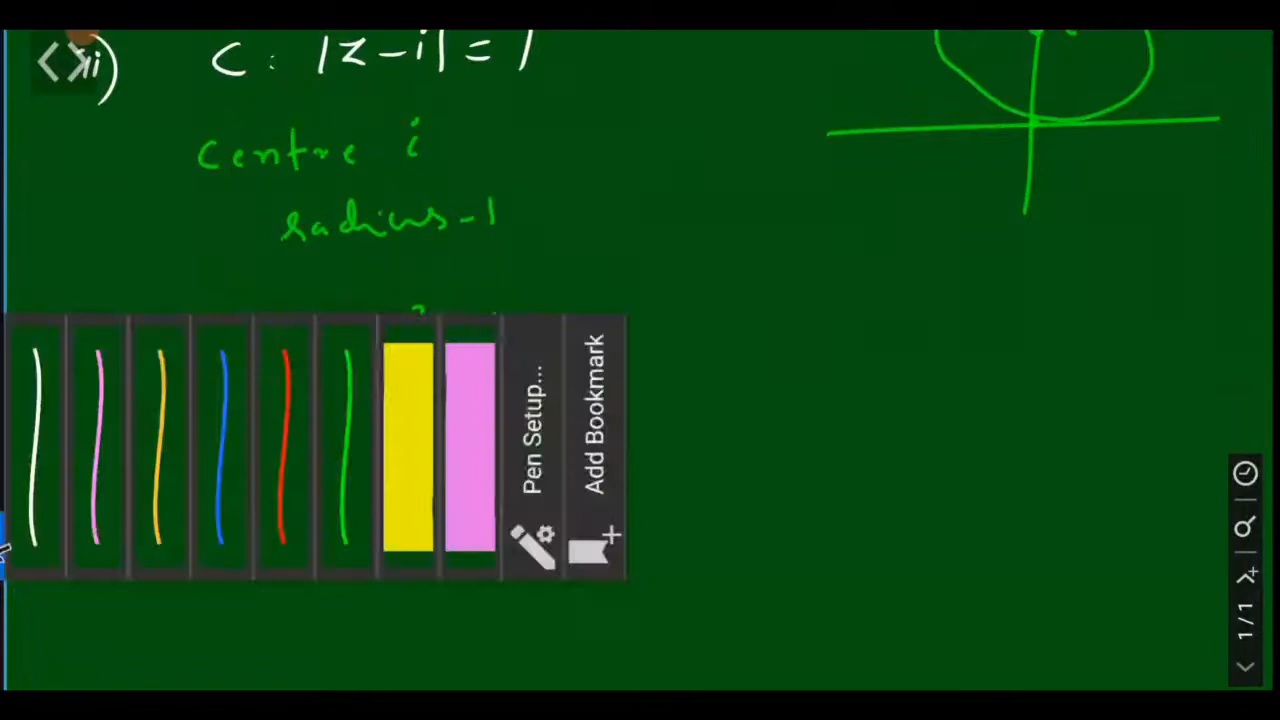 ii) C : |z - i| = 1
centre i
radius - 1
Pen Setup...
Add Bookmark
1 / 1